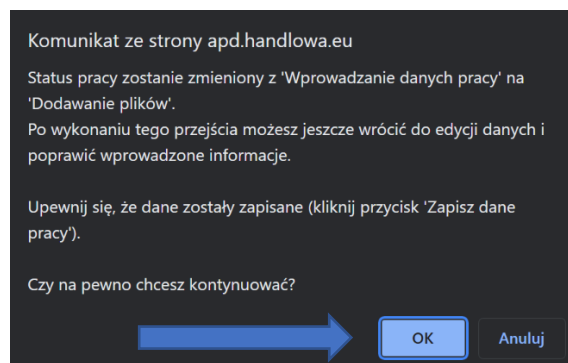 Komunikat ze strony apd.handlowa.eu
Status pracy zostanie zmieniony z 'Wprowadzanie danych pracy' na
'Dodawanie plików'.
Po wykonaniu tego przejścia możesz jeszcze wrócić do edycji danych i
poprawić wprowadzone informacje.
Upewnij się, że dane zostały zapisane (kliknij przycisk 'Zapisz dane
pracy').
Czy na pewno chcesz kontynuować?
OK Anuluj